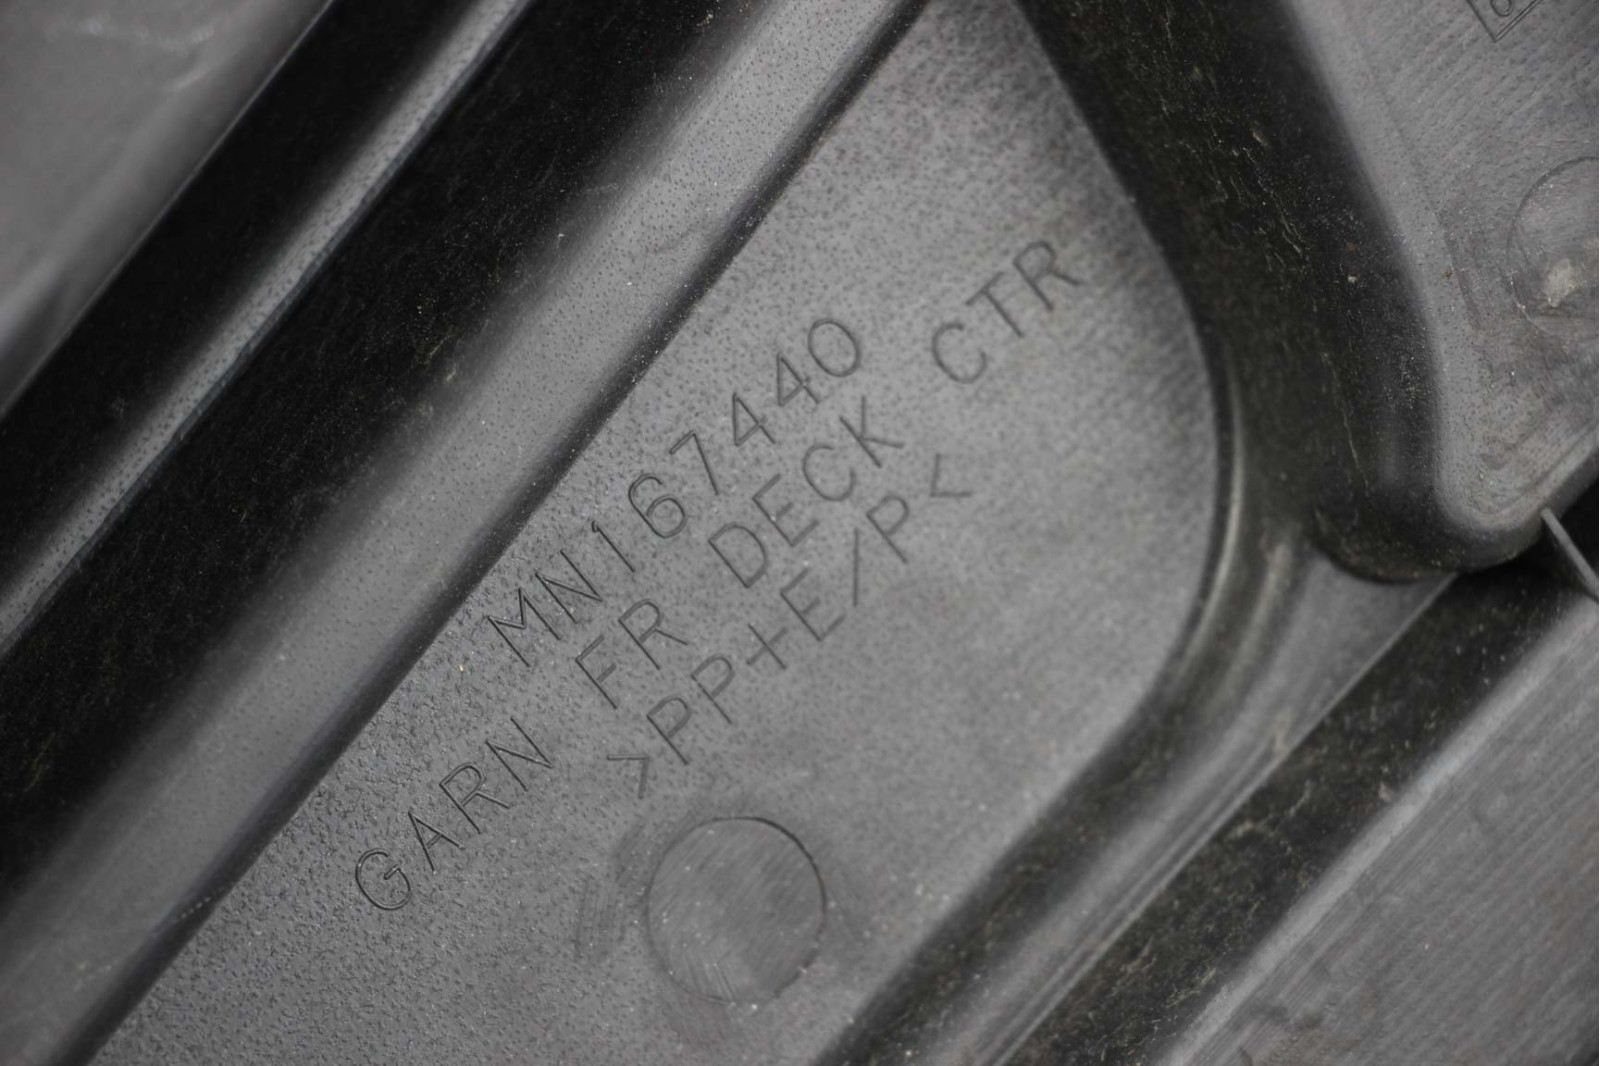 MN167440
GARN FR DECK CTR
>PP+E/P<